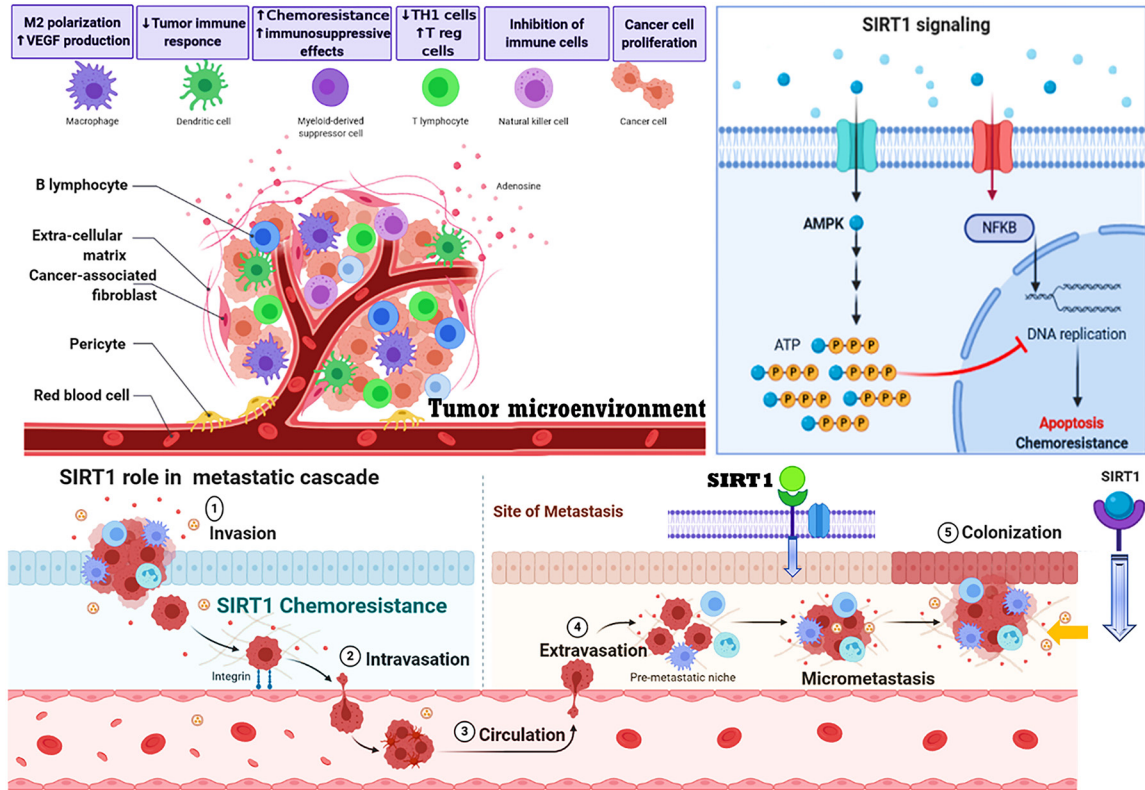 M2 polarization
↑VEGF production
↓Tumor immune
responce
↑Chemoresistance
↑immunosuppressive
effects
↓TH1 cells
↑T reg
cells
Inhibition of
immune cells
Cancer cell
proliferation
Macrophage
Dendritic cell
Myeloid-derived
suppressor cell
T lymphocyte
Natural killer cell
Cancer cell
B lymphocyte
Adenosine
Extra-cellular
matrix
Cancer-associated
fibroblast
Pericyte
Red blood cell
Tumor microenvironment
SIRT1 signaling
AMPK
NFKB
DNA replication
ATP
P P P
P P P
P P P
P P P
P P P
P P P
Apoptosis
Chemoresistance
SIRT1 role in metastatic cascade
1
Invasion
SIRT1 Chemoresistance
Integrin
2 Intravasation
3 Circulation
Site of Metastasis
SIRT1
4
Extravasation
Pre-metastatic niche
Micrometastasis
5 Colonization
SIRT1